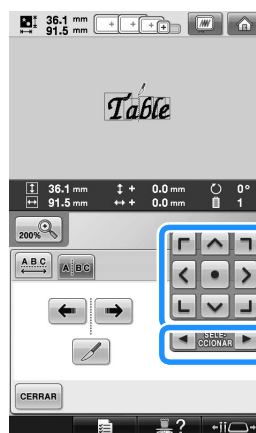 36.1 mm
91.5 mm
Table
36.1 mm + 0.0 mm 0°
91.5 mm + 0.0 mm 1
200%
ABC A BC
SELE-
CCIONAR
CERRAR
?